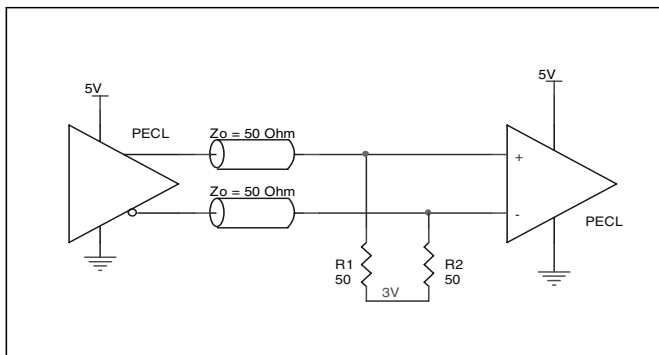 5V
5V
PECL
Zo = 50 Ohm
+
Zo = 50 Ohm
-
PECL
R1
50
R2
50
3V